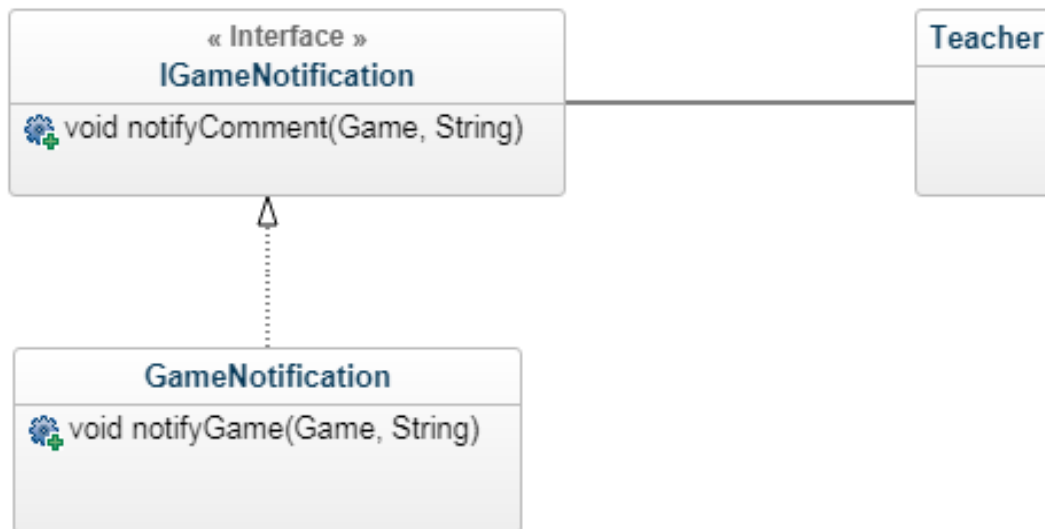 « Interface »
IGameNotification
void notifyComment(Game, String)
Teacher
GameNotification
void notifyGame(Game, String)